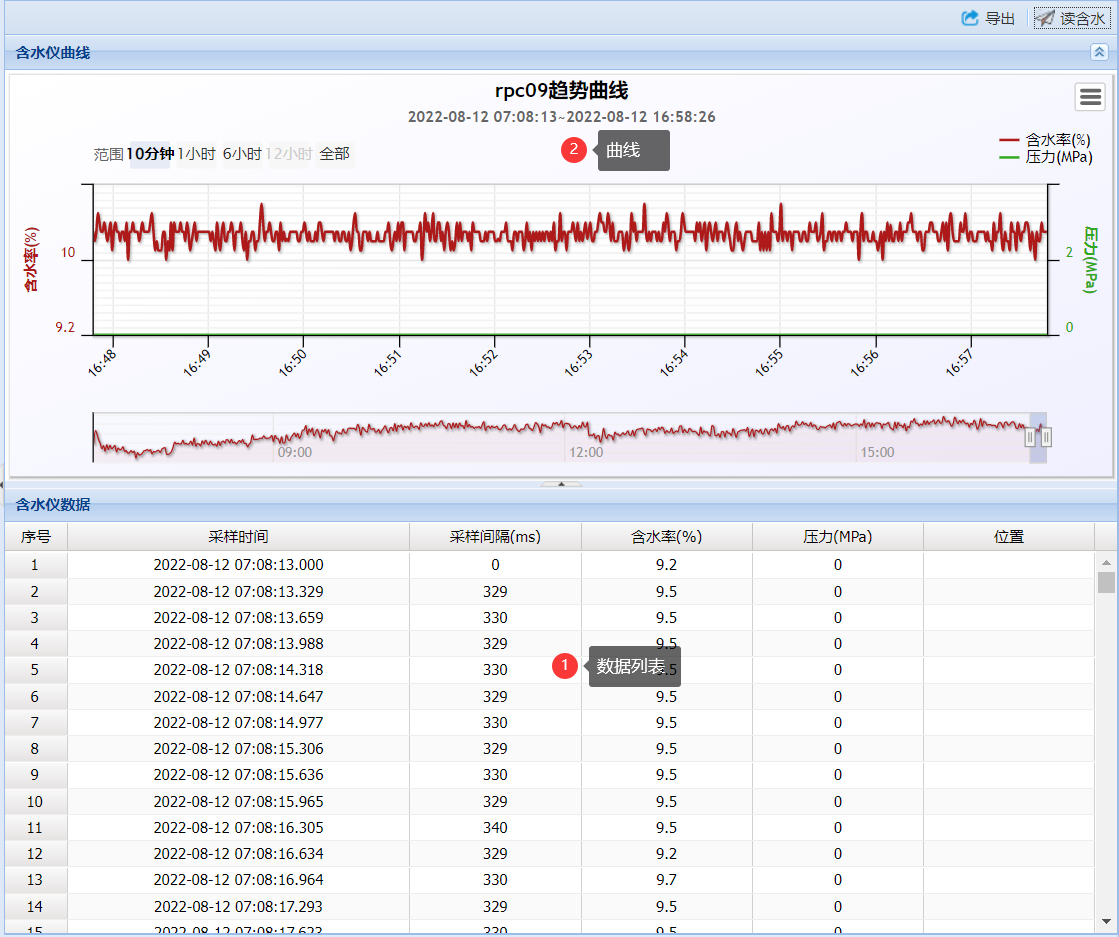 导出 读含水
含水仪曲线
rpc09趋势曲线
2022-08-12 07:08:13~2022-08-12 16:58:26
含水率(%)
压力(MPa)
范围 10分钟 1小时 6小时 12小时 全部
2 曲线
含水率(%)
10
9.2
压力(MPa)
2
0
16:48 16:49 16:50 16:51 16:52 16:53 16:54 16:55 16:56 16:57
09:00 12:00 15:00
含水仪数据
序号 采样时间 采样间隔(ms) 含水率(%) 压力(MPa) 位置
1 2022-08-12 07:08:13.000 0 9.2 0
2 2022-08-12 07:08:13.329 329 9.5 0
3 2022-08-12 07:08:13.659 330 9.5 0
4 2022-08-12 07:08:13.988 329 9.5 0
5 2022-08-12 07:08:14.318 330 9.5 0
1 数据列表
6 2022-08-12 07:08:14.647 329 9.5 0
7 2022-08-12 07:08:14.977 330 9.5 0
8 2022-08-12 07:08:15.306 329 9.5 0
9 2022-08-12 07:08:15.636 330 9.5 0
10 2022-08-12 07:08:15.965 329 9.5 0
11 2022-08-12 07:08:16.305 340 9.5 0
12 2022-08-12 07:08:16.634 329 9.2 0
13 2022-08-12 07:08:16.964 330 9.7 0
14 2022-08-12 07:08:17.293 329 9.5 0
15 2022-08-12 07:08:17.623 330 9.5 0